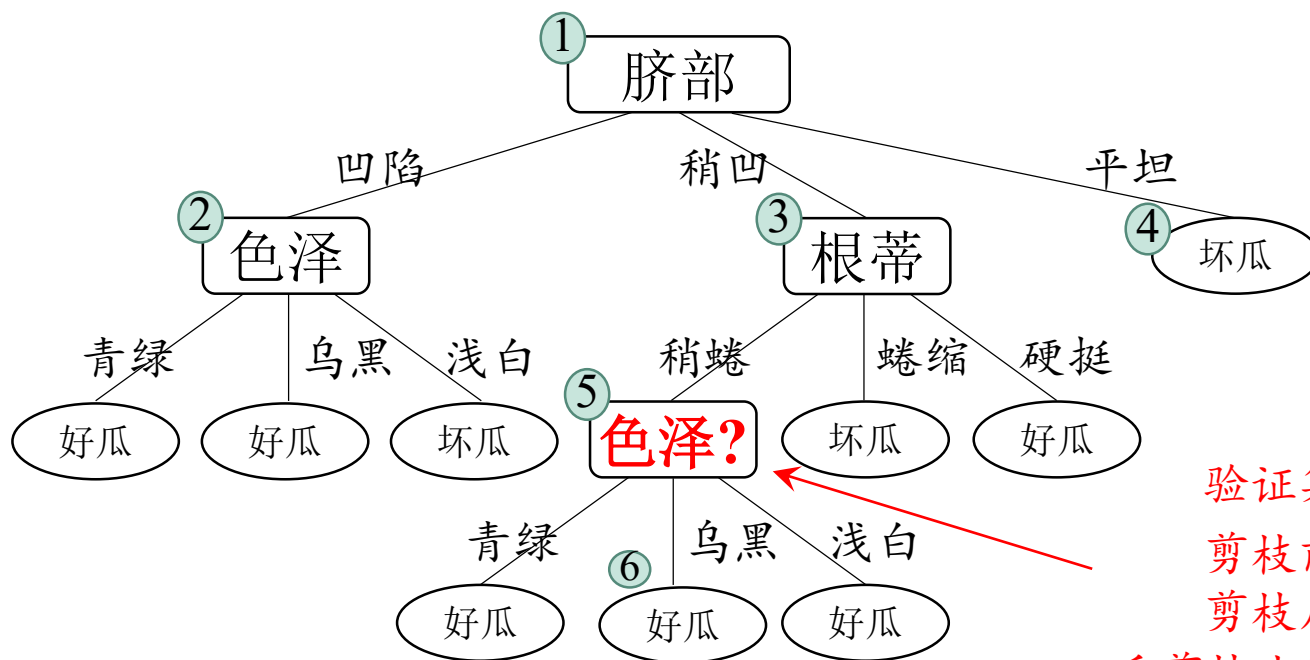 1
脐部
凹陷
稍凹
平坦
2
色泽
3
根蒂
4
坏瓜
青绿
乌黑
浅白
稍蜷
蜷缩
硬挺
5
好瓜
好瓜
坏瓜
色泽?
坏瓜
好瓜
验证
青绿
乌黑
浅白
剪枝
6
好瓜
好瓜
好瓜
剪枝